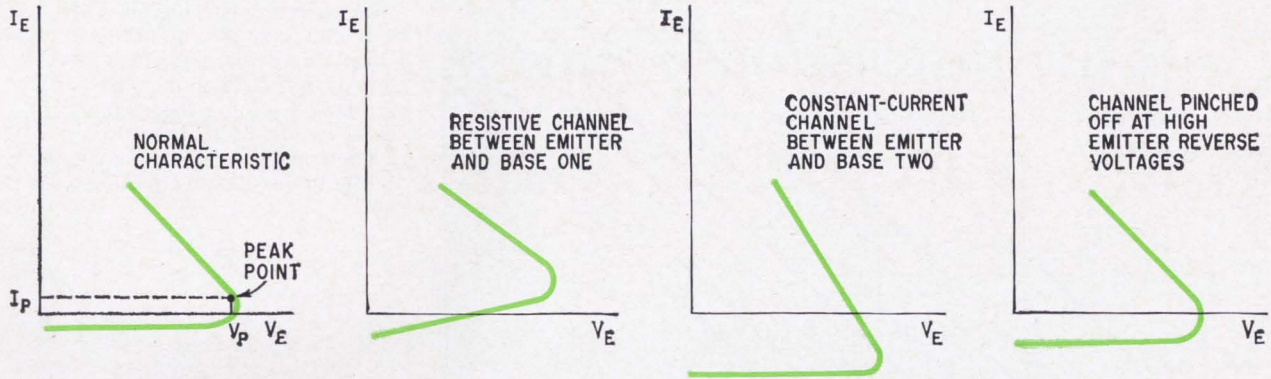 I_E
NORMAL
CHARACTERISTIC
PEAK
POINT
I_P
V_P V_E
I_E
RESISTIVE CHANNEL
BETWEEN EMITTER
AND BASE ONE
V_E
I_E
CONSTANT-CURRENT
CHANNEL
BETWEEN EMITTER
AND BASE TWO
V_E
I_E
CHANNEL PINCHED
OFF AT HIGH
EMITTER REVERSE
VOLTAGES
V_E